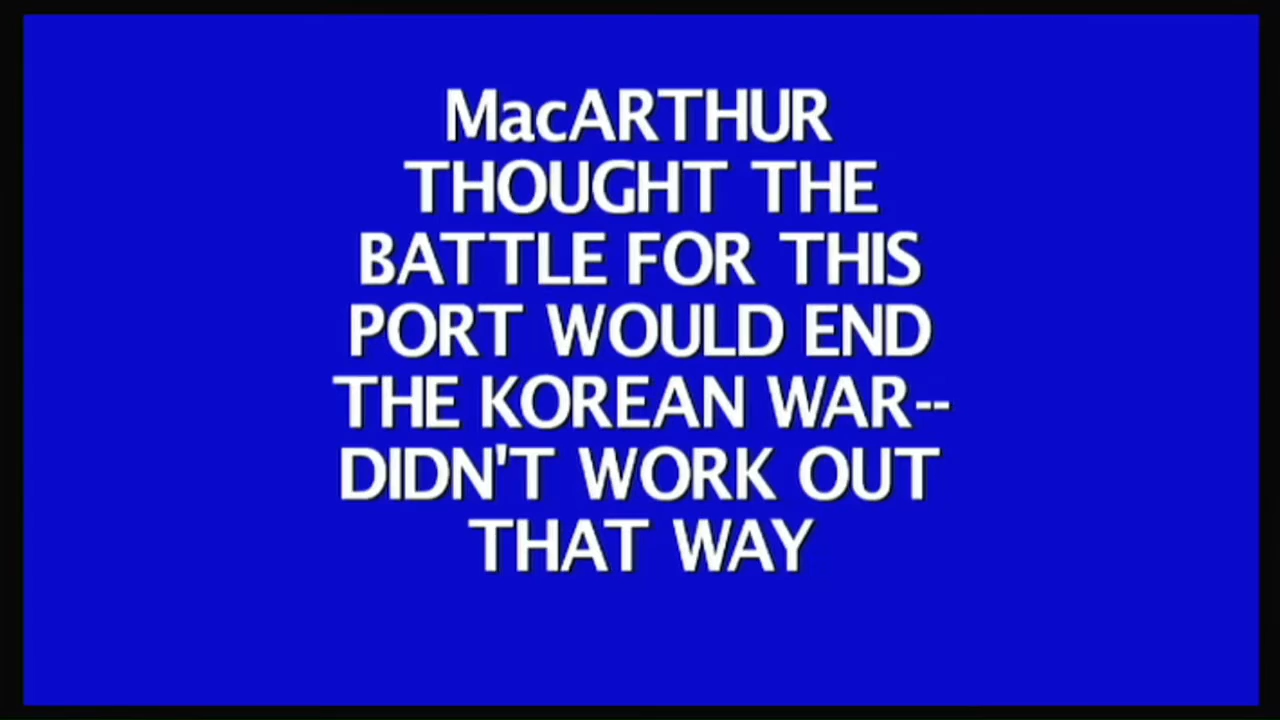 MacARTHUR
THOUGHT THE
BATTLE FOR THIS
PORT WOULD END
THE KOREAN WAR--
DIDN'T WORK OUT
THAT WAY